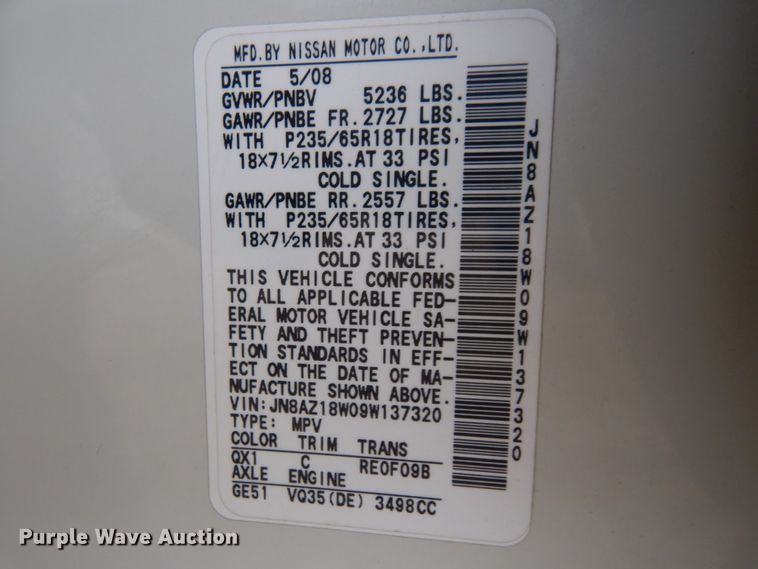 MFD.BY NISSAN MOTOR CO.,LTD.
DATE 5/08
GVWR/PNBV 5236 LBS.
GAWR/PNBE FR.2727 LBS.
WITH P235/65R18TIRES,
18×7½RIMS.AT 33 PSI
COLD SINGLE.
GAWR/PNBE RR.2557 LBS.
WITH P235/65R18TIRES,
18×7½RIMS.AT 33 PSI
COLD SINGLE.
THIS VEHICLE CONFORMS
TO ALL APPLICABLE FED-
ERAL MOTOR VEHICLE SA-
FETY AND THEFT PREVEN-
TION STANDARDS IN EFF-
ECT ON THE DATE OF MA-
NUFACTURE SHOWN ABOVE.
VIN:JN8AZ18W09W137320
TYPE: MPV
COLOR TRIM TRANS
QX1 C RE0F09B
AXLE ENGINE
GE51 VQ35(DE) 3498CC
JN8AZ18W09W137320
Purple Wave Auction